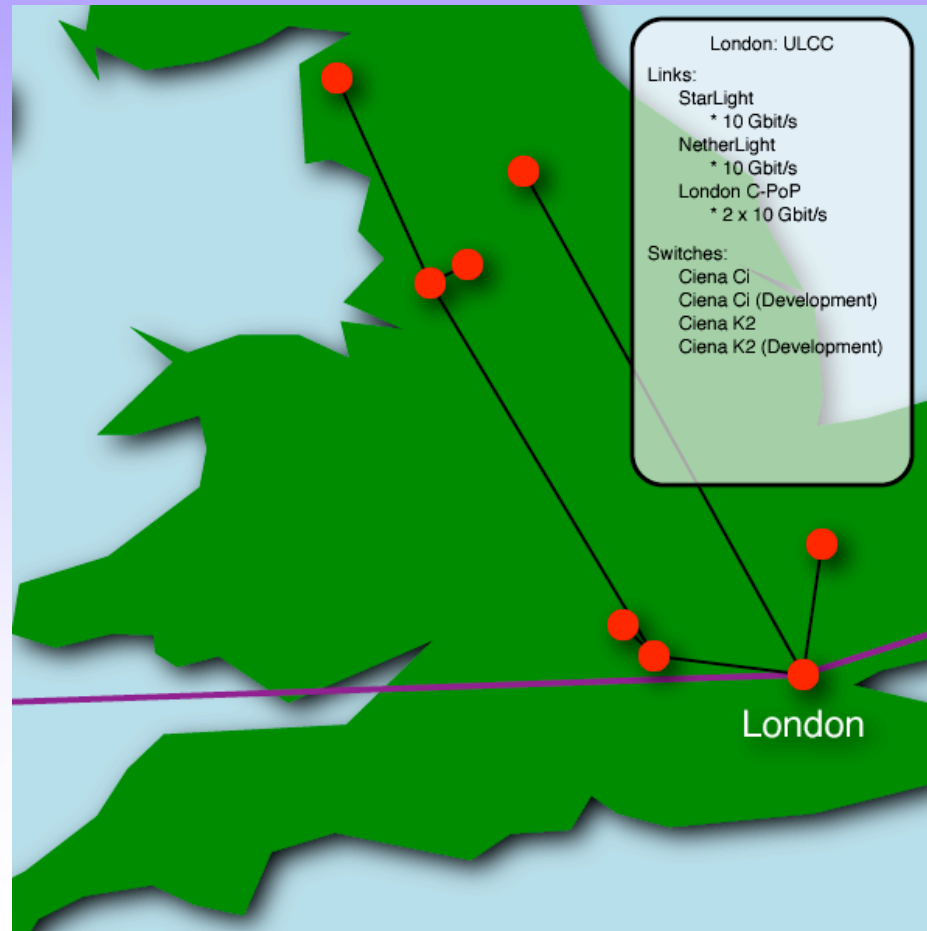 London: ULCC
Links:
StarLight
* 10 Gbit/s
NetherLight
* 10 Gbit/s
London C-PoP
* 2 x 10 Gbit/s
Switches:
Ciena Ci
Ciena Ci (Development)
Ciena K2
Ciena K2 (Development)
London